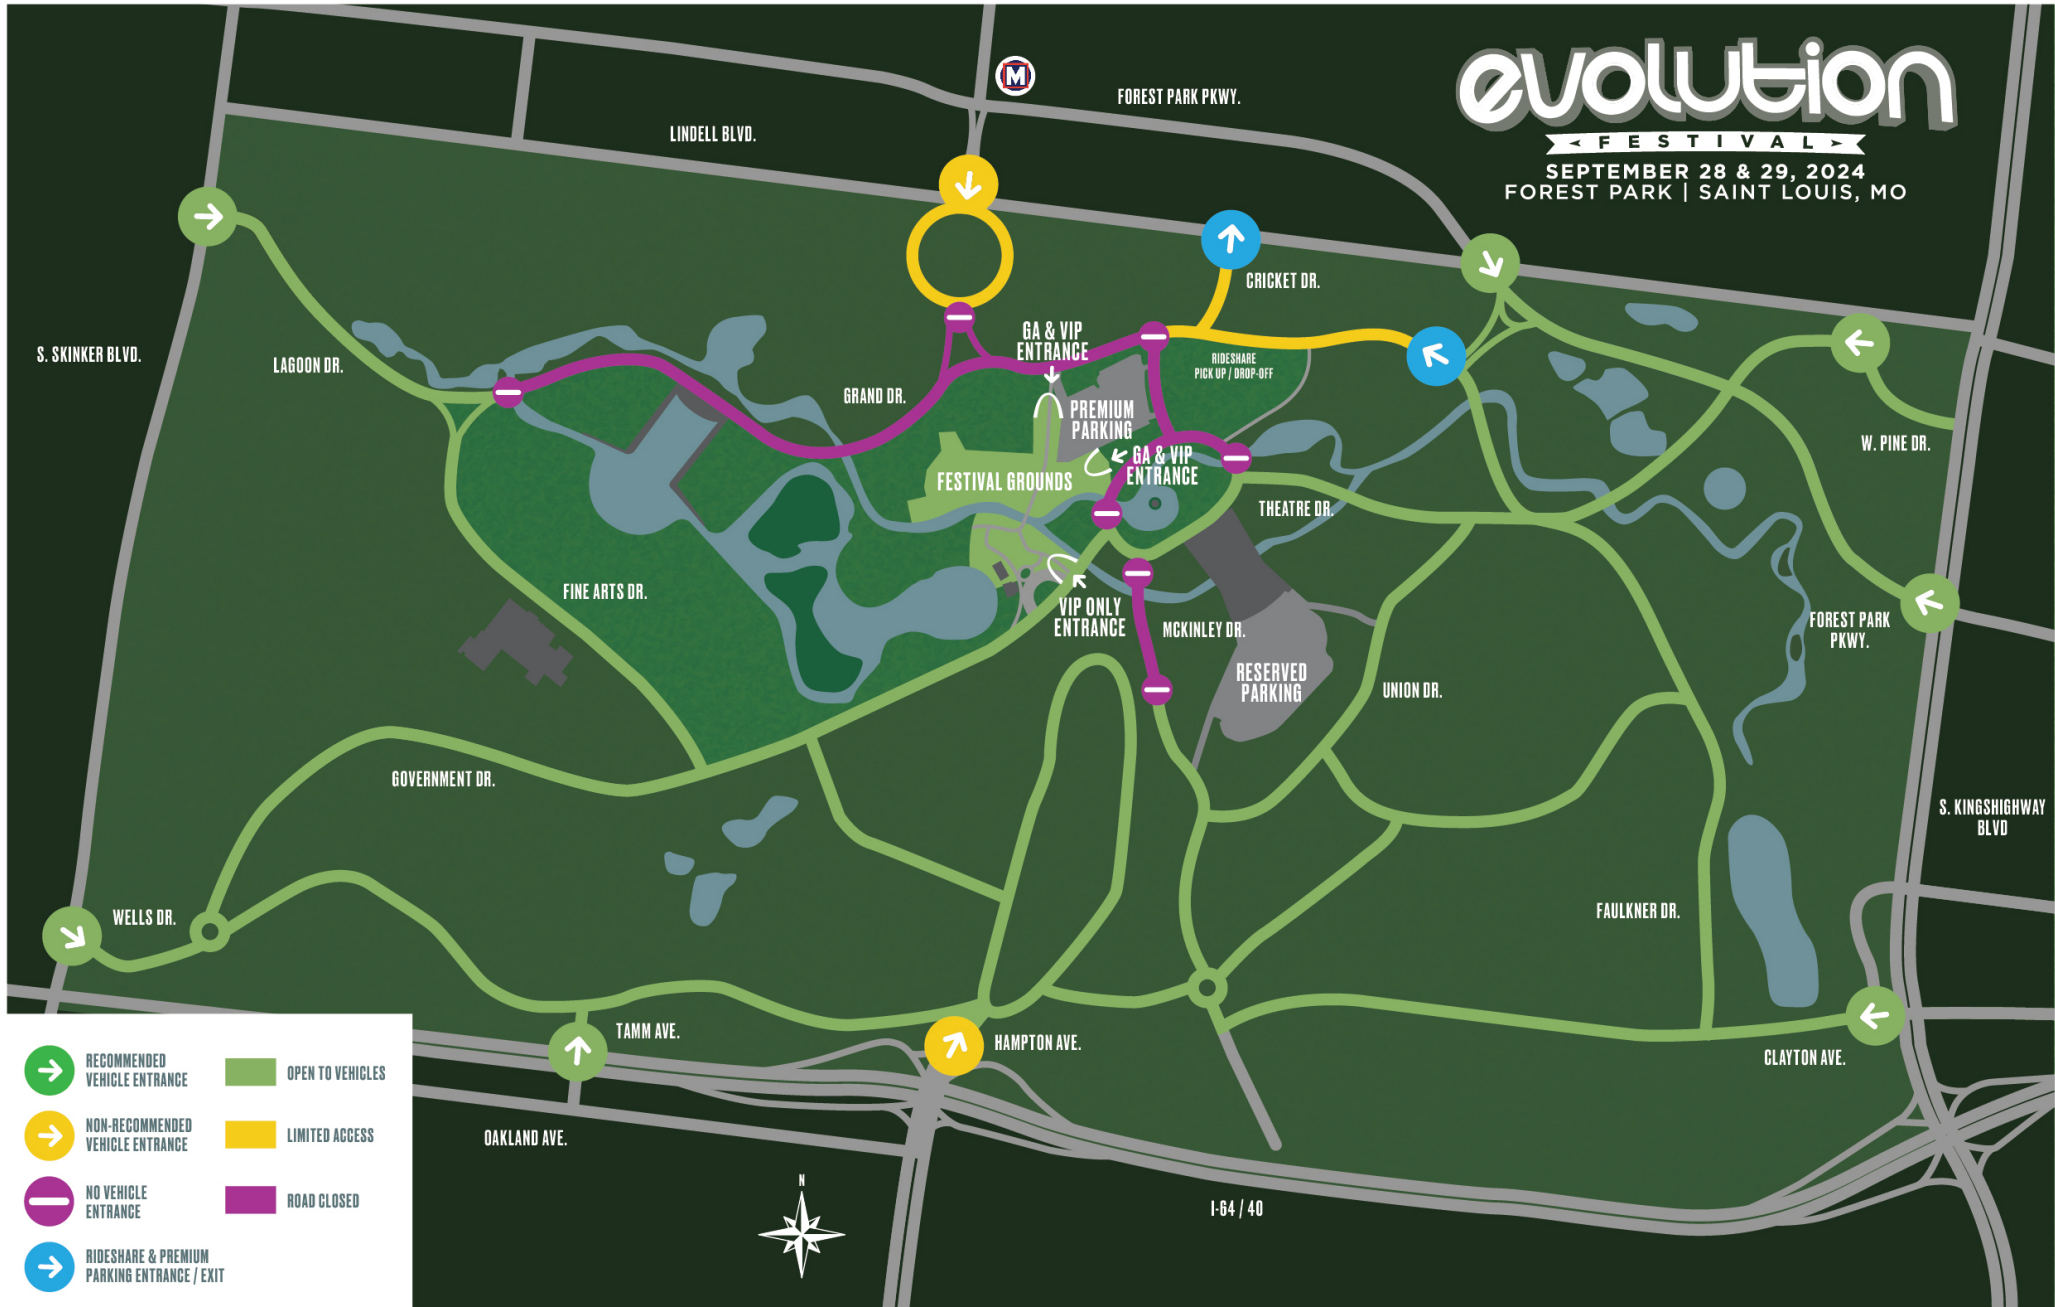 evolution
FESTIVAL
SEPTEMBER 28 & 29, 2024
FOREST PARK | SAINT LOUIS, MO
M
FOREST PARK PKWY.
LINDELL BLVD.
CRICKET DR.
S. SKINKER BLVD.
LAGOON DR.
GA & VIP
ENTRANCE
RIDESHARE
PICK UP / DROP-OFF
GRAND DR.
PREMIUM
PARKING
W. PINE DR.
GA & VIP
ENTRANCE
FESTIVAL GROUNDS
THEATRE DR.
FINE ARTS DR.
VIP ONLY
ENTRANCE
MCKINLEY DR.
FOREST PARK
PKWY.
RESERVED
PARKING
UNION DR.
GOVERNMENT DR.
S. KINGSHIGHWAY
BLVD
WELLS DR.
FAULKNER DR.
TAMM AVE.
HAMPTON AVE.
CLAYTON AVE.
OAKLAND AVE.
N
I-64 / 40
RECOMMENDED
VEHICLE ENTRANCE
OPEN TO VEHICLES
NON-RECOMMENDED
VEHICLE ENTRANCE
LIMITED ACCESS
NO VEHICLE
ENTRANCE
ROAD CLOSED
RIDESHARE & PREMIUM
PARKING ENTRANCE / EXIT